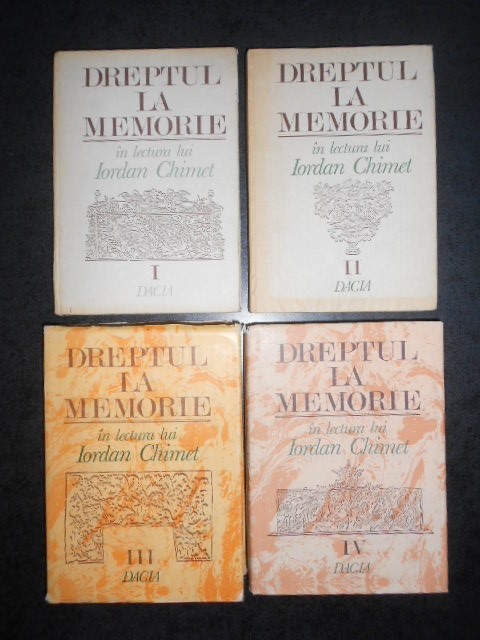 DREPTUL
LA
MEMORIE
în lectura lui
Iordan Chimet
I
DACIA
DREPTUL
LA
MEMORIE
în lectura lui
Iordan Chimet
II
DACIA
DREPTUL
LA
MEMORIE
în lectura lui
Iordan Chimet
III
DACIA
DREPTUL
LA
MEMORIE
în lectura lui
Iordan Chimet
IV
DACIA